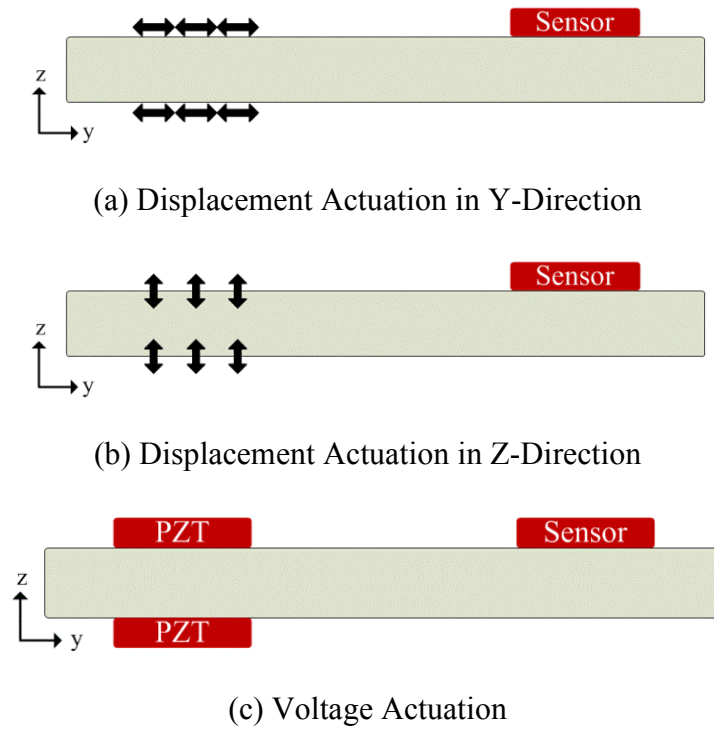 Sensor
z
y
(a) Displacement Actuation in Y-Direction
Sensor
z
y
(b) Displacement Actuation in Z-Direction
PZT Sensor
z
y
PZT
(c) Voltage Actuation